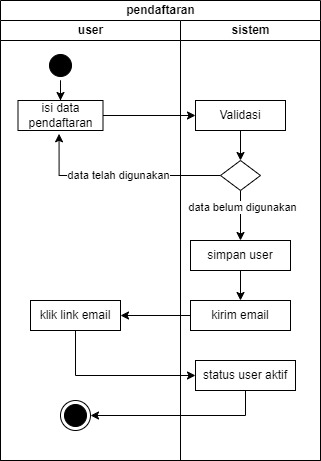 pendaftaran
user
sistem
isi data
pendaftaran
Validasi
data telah digunakan
data belum digunakan
simpan user
klik link email
kirim email
status user aktif